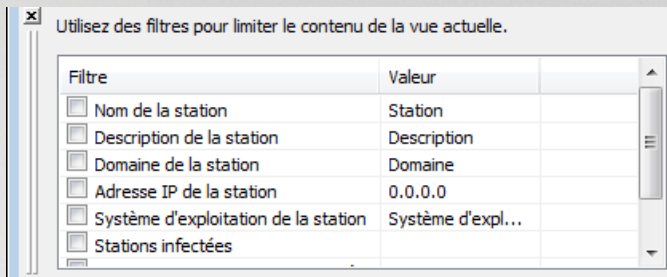 Utilisez des filtres pour limiter le contenu de la vue actuelle.
Filtre Valeur
Nom de la station Station
Description de la station Description
Domaine de la station Domaine
Adresse IP de la station 0.0.0.0
Système d'exploitation de la station Système d'expl...
Stations infectées